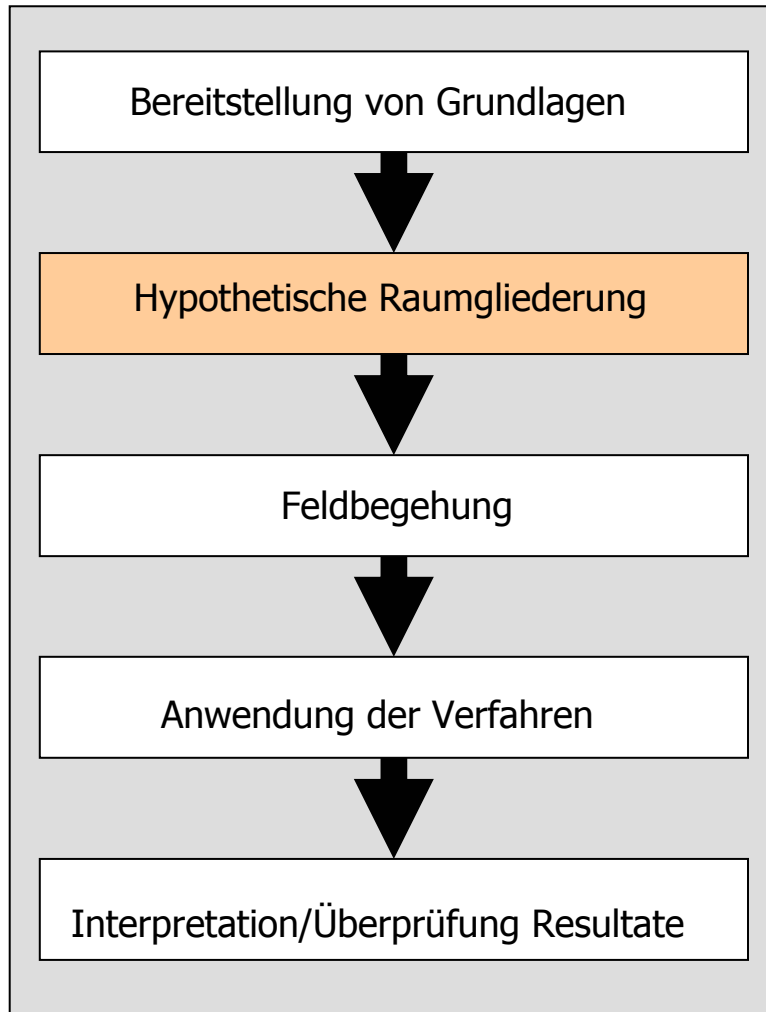 Bereitstellung von Grundlagen
Hypothetische Raumgliederung
Feldbegehung
Anwendung der Verfahren
Interpretation/Überprüfung Resultate